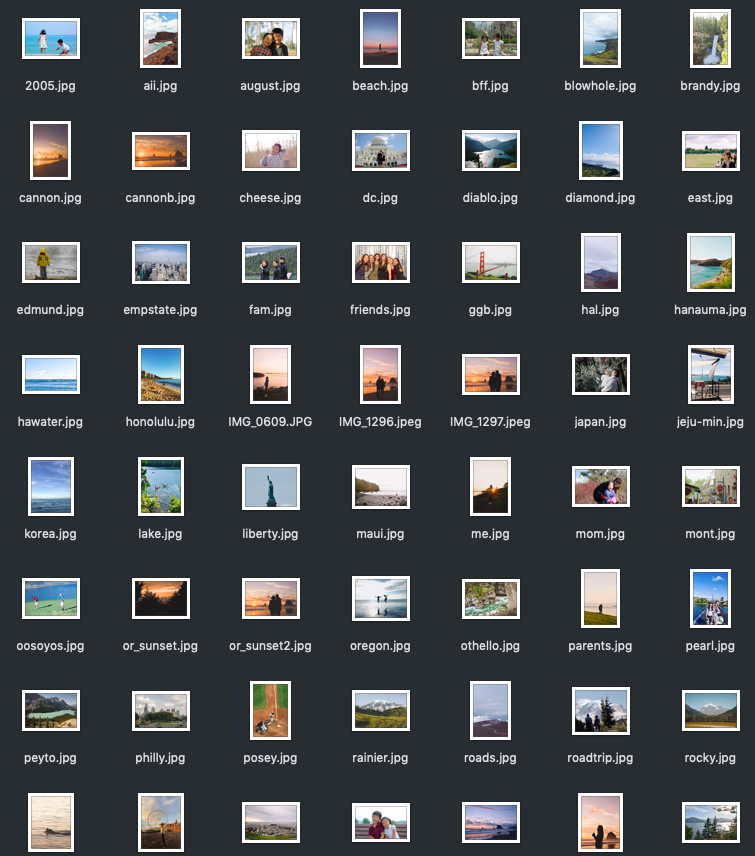 2005.jpg aii.jpg august.jpg beach.jpg bff.jpg blowhole.jpg brandy.jpg
cannon.jpg cannonb.jpg cheese.jpg dc.jpg diablo.jpg diamond.jpg east.jpg
edmund.jpg empstate.jpg fam.jpg friends.jpg ggb.jpg hal.jpg hanauma.jpg
hawater.jpg honolulu.jpg IMG_0609.JPG IMG_1296.jpeg IMG_1297.jpeg japan.jpg jeju-min.jpg
korea.jpg lake.jpg liberty.jpg maui.jpg me.jpg mom.jpg mont.jpg
oosoyos.jpg or_sunset.jpg or_sunset2.jpg oregon.jpg othello.jpg parents.jpg pearl.jpg
peyto.jpg philly.jpg posey.jpg rainier.jpg roads.jpg roadtrip.jpg rocky.jpg